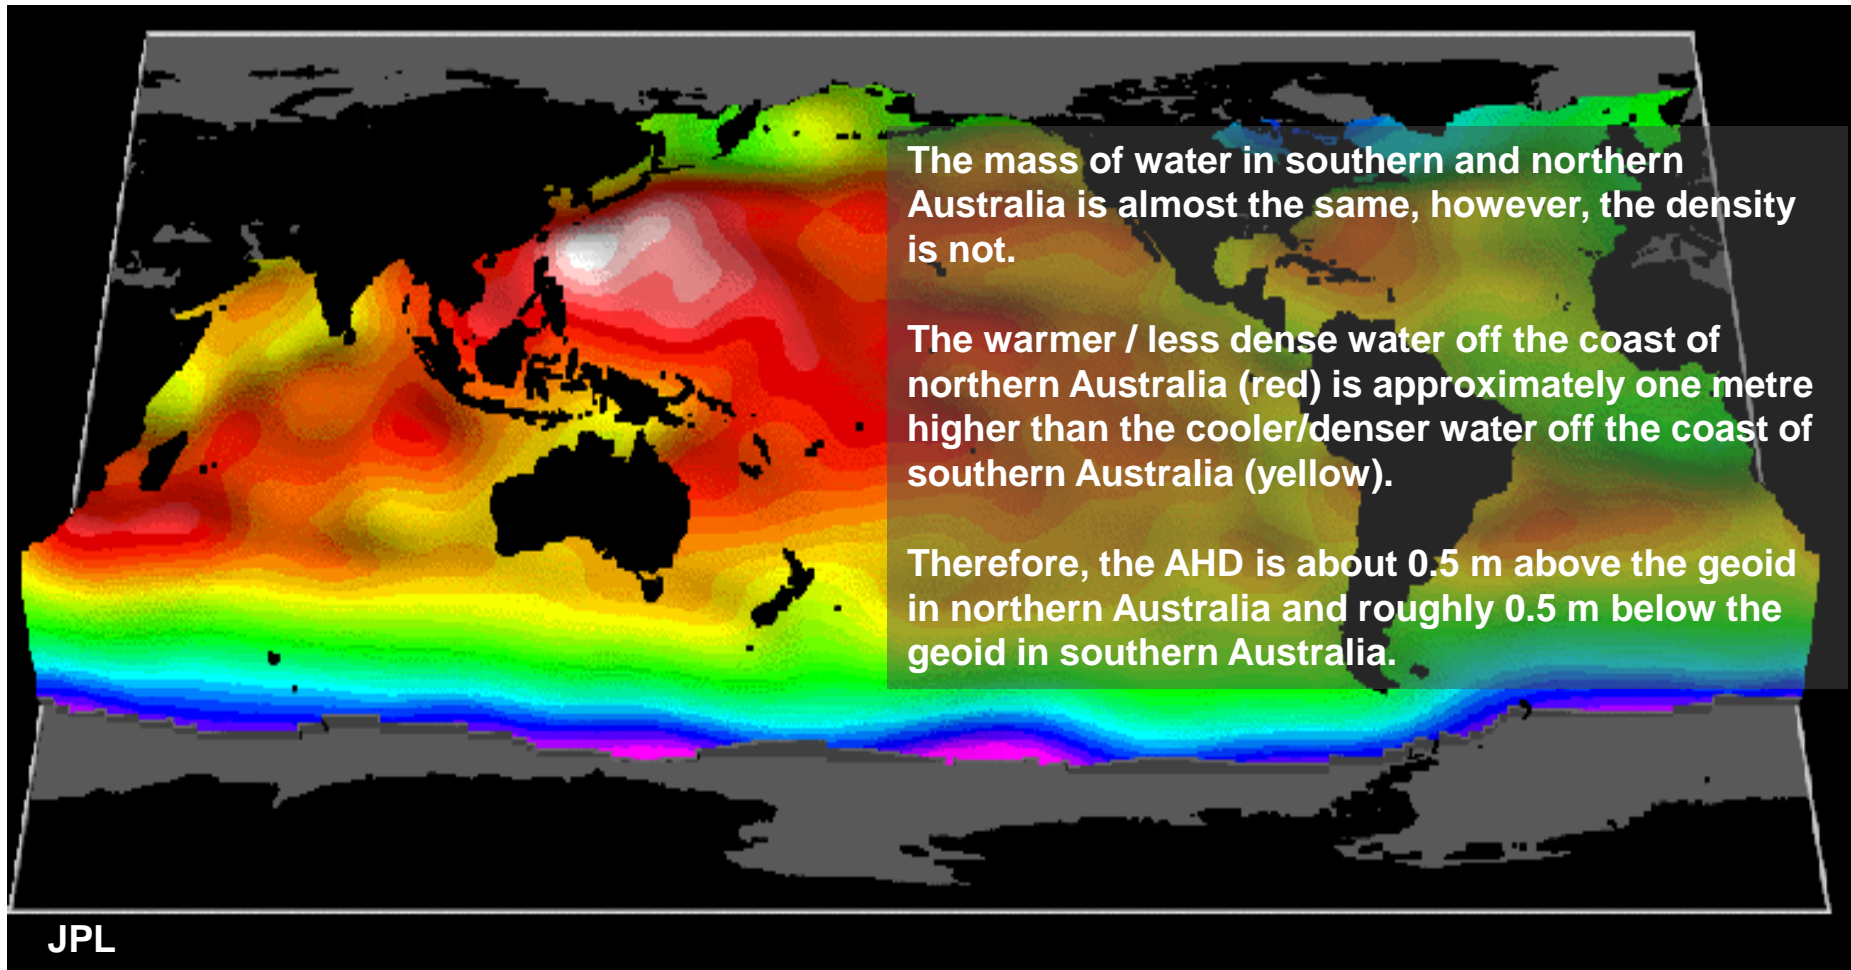 The mass of water in southern and northern
Australia is almost the same, however, the density
is not.
The warmer / less dense water off the coast of
northern Australia (red) is approximately one metre
higher than the cooler/denser water off the coast of
southern Australia (yellow).
Therefore, the AHD is about 0.5 m above the geoid
in northern Australia and roughly 0.5 m below the
geoid in southern Australia.
JPL